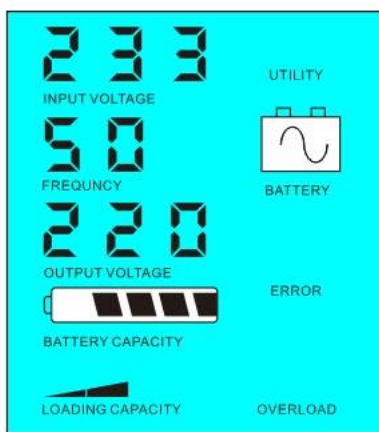 233
UTILITY
INPUT VOLTAGE
50
FREQUNCY
BATTERY
220
OUTPUT VOLTAGE
ERROR
BATTERY CAPACITY
LOADING CAPACITY
OVERLOAD